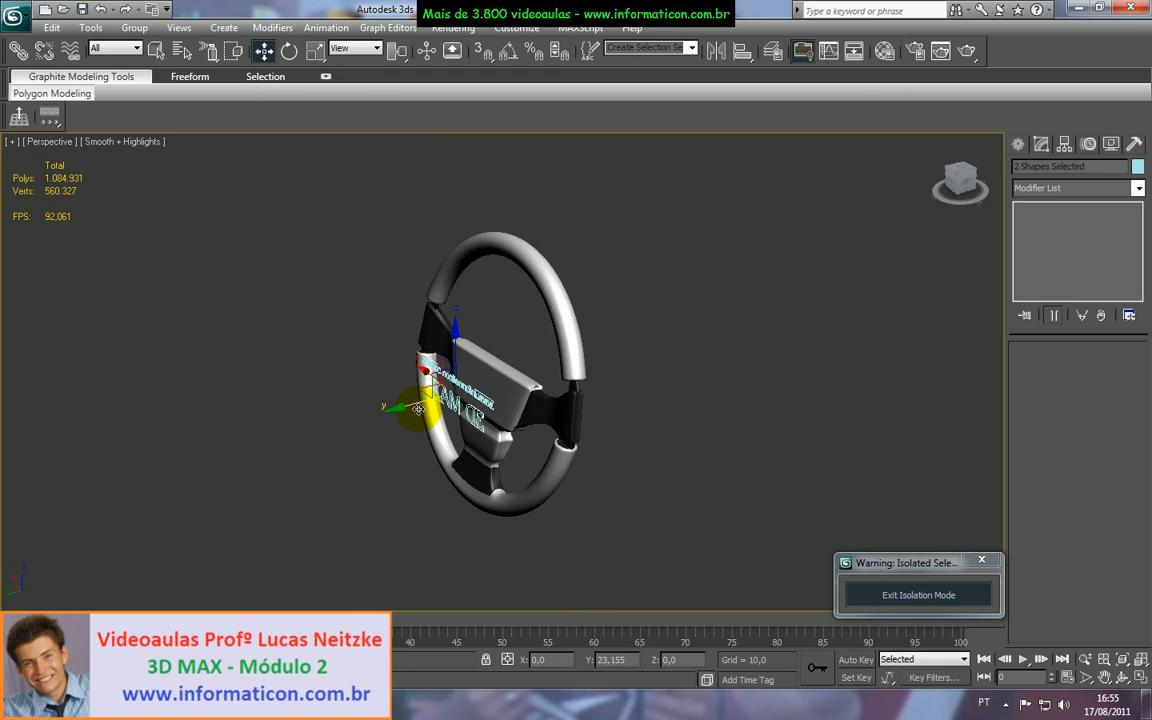 Autodesk 3ds
Mais de 3.800 videoaulas - www.informaticon.com.br
Type a keyword or phrase
Edit Tools Group Views Create Modifiers Animation Graph Editors Rendering Customize MAXScript Help
All
View
Create Selection Se
Graphite Modeling Tools Freeform Selection
Polygon Modeling
[ + ] [ Perspective ] [ Smooth + Highlights ]
Total
Polys: 1.084.931
Verts: 560.327
FPS: 92,061
2 Shapes Selected
Modifier List
z
y
Warning: Isolated Sele...
Exit Isolation Mode
z
Videoaulas Profº Lucas Neitzke
3D MAX - Módulo 2
www.informaticon.com.br
40 45 50 55 60 65 70 75 80 85 90 95 100
X: 0,0 Y: 23,155 Z: 0,0 Grid = 10,0
Add Time Tag
Auto Key Selected
Set Key Key Filters...
0
PT
16:55
17/08/2011